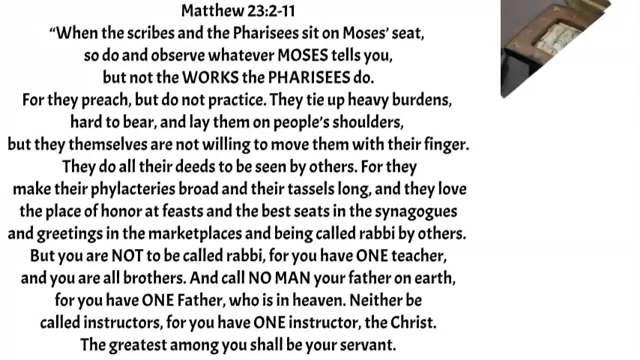 Matthew 23:2-11
“When the scribes and the Pharisees sit on Moses’ seat,
so do and observe whatever MOSES tells you,
but not the WORKS the PHARISEES do.
For they preach, but do not practice. They tie up heavy burdens,
hard to bear, and lay them on people’s shoulders,
but they themselves are not willing to move them with their finger.
They do all their deeds to be seen by others. For they
make their phylacteries broad and their tassels long, and they love
the place of honor at feasts and the best seats in the synagogues
and greetings in the marketplaces and being called rabbi by others.
But you are NOT to be called rabbi, for you have ONE teacher,
and you are all brothers. And call NO MAN your father on earth,
for you have ONE Father, who is in heaven. Neither be
called instructors, for you have ONE instructor, the Christ.
The greatest among you shall be your servant.